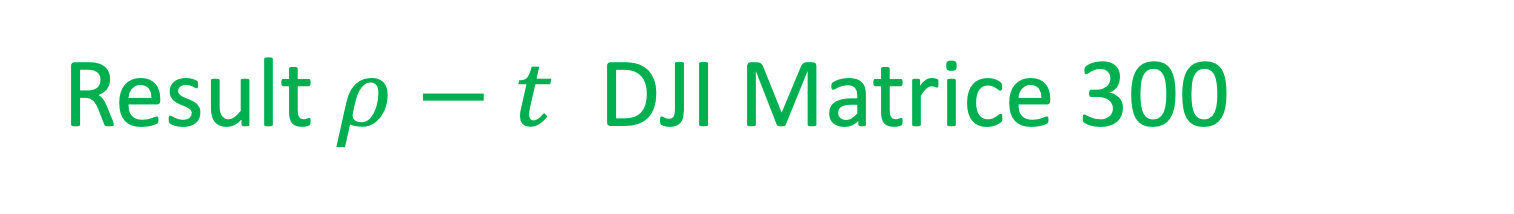 Result ρ − t DJI Matrice 300